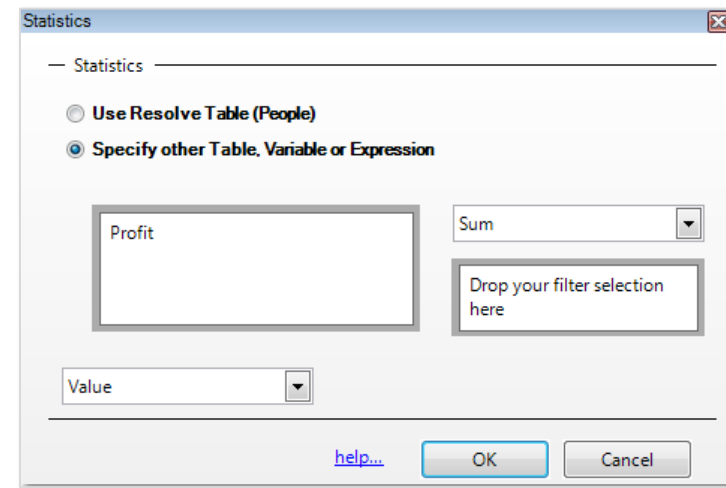 Statistics
Statistics
Use Resolve Table (People)
Specify other Table, Variable or Expression
Profit
Sum
Drop your filter selection
here
Value
help...
OK
Cancel